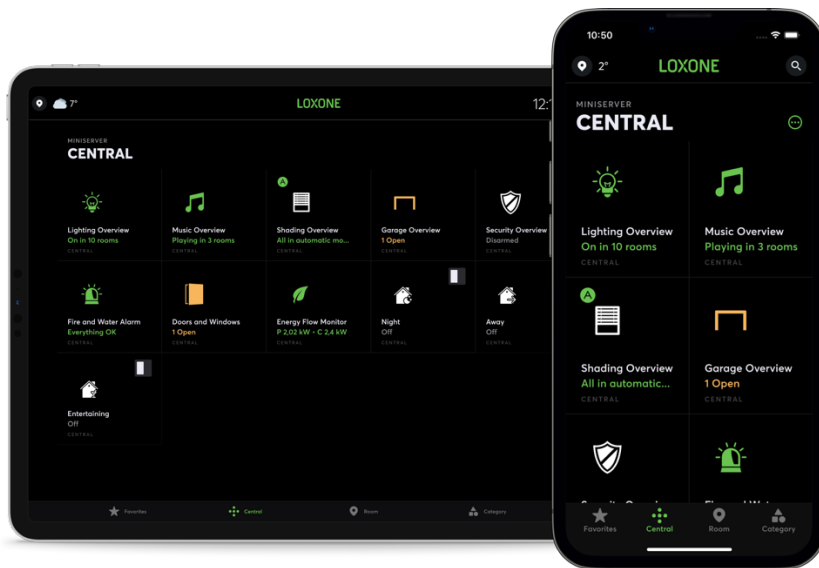 7°
LOXONE
12:1
MINISERVER
CENTRAL
A
Lighting Overview
On in 10 rooms
CENTRAL
Music Overview
Playing in 3 rooms
CENTRAL
Shading Overview
All in automatic mo...
CENTRAL
Garage Overview
1 Open
CENTRAL
Security Overview
Disarmed
CENTRAL
Fire and Water Alarm
Everything OK
CENTRAL
Doors and Windows
1 Open
CENTRAL
Energy Flow Monitor
P 2,02 kW • C 2,4 kW
CENTRAL
Night
Off
CENTRAL
Away
Off
CENTRAL
Entertaining
Off
CENTRAL
Favorites
Central
Room
Category
10:50
2°
LOXONE
MINISERVER
CENTRAL
Lighting Overview
On in 10 rooms
CENTRAL
Music Overview
Playing in 3 rooms
CENTRAL
A
Shading Overview
All in automatic...
CENTRAL
Garage Overview
1 Open
CENTRAL
Favorites
Central
Room
Category